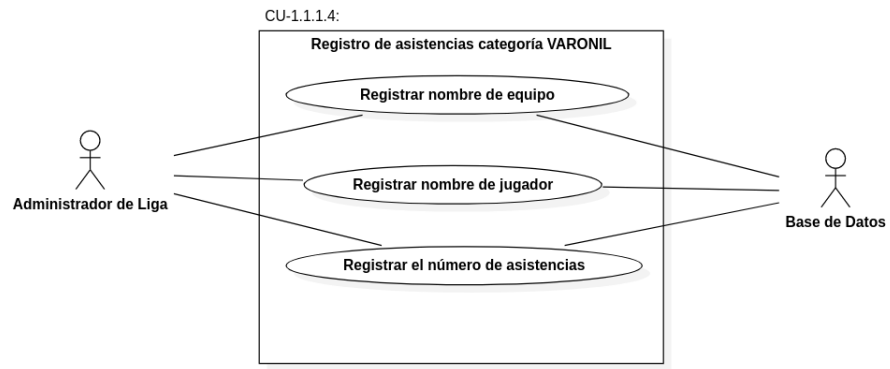 CU-1.1.1.4:
Registro de asistencias categoría VARONIL
Registrar nombre de equipo
Registrar nombre de jugador
Administrador de Liga
Base de Datos
Registrar el número de asistencias